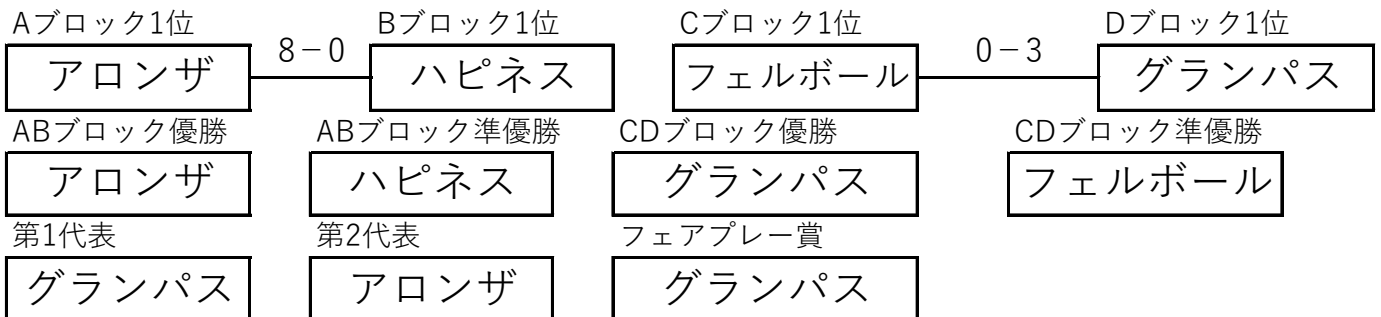 Aブロック1位 Bブロック1位 Cブロック1位 Dブロック1位
アロンザ 8-0 ハピネス フェルボール 0-3 グランパス
ABブロック優勝 ABブロック準優勝 CDブロック優勝 CDブロック準優勝
アロンザ ハピネス グランパス フェルボール
第1代表 第2代表 フェアプレー賞
グランパス アロンザ グランパス